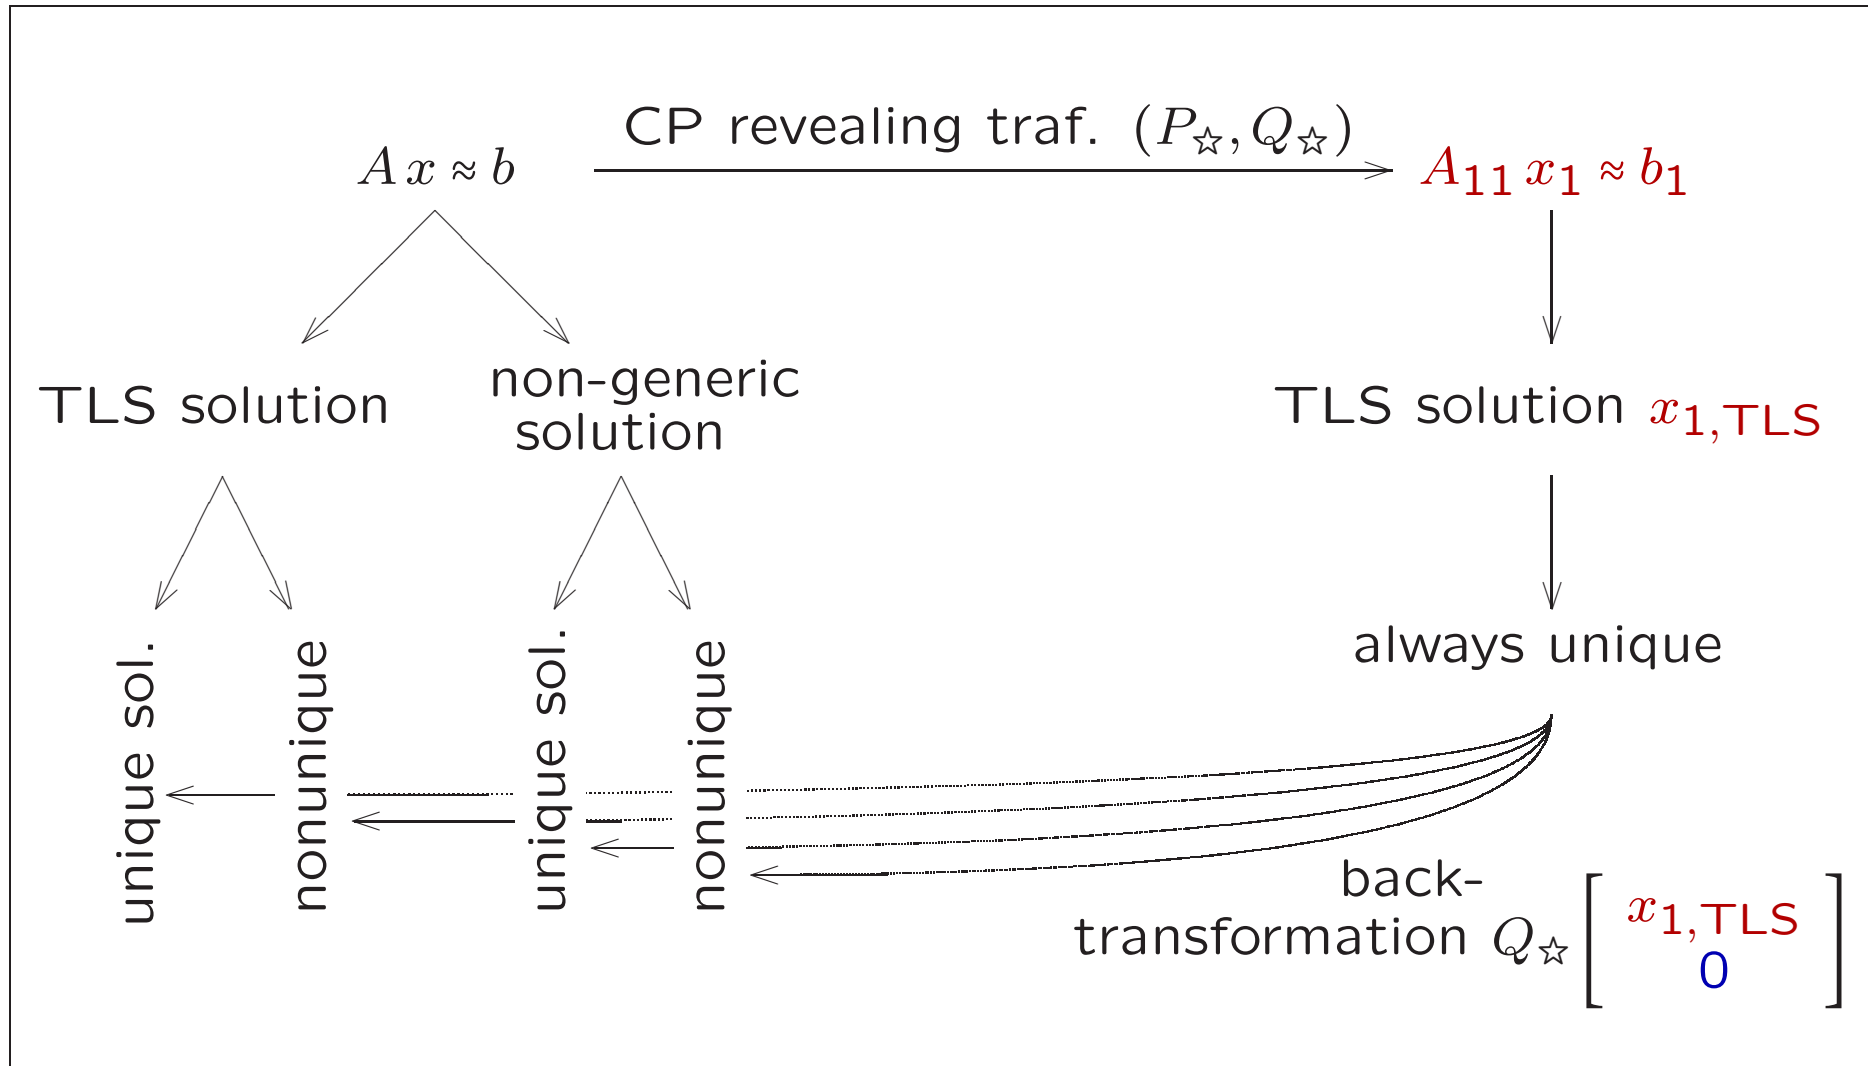 CP revealing traf. (P☆, Q☆)
A x ≈ b
A₁₁ x₁ ≈ b₁
TLS solution
non-generic
solution
TLS solution x₁,TLS
unique sol.
nonunique
unique sol.
nonunique
always unique
back-
transformation Q☆ [ x₁,TLS
0 ]